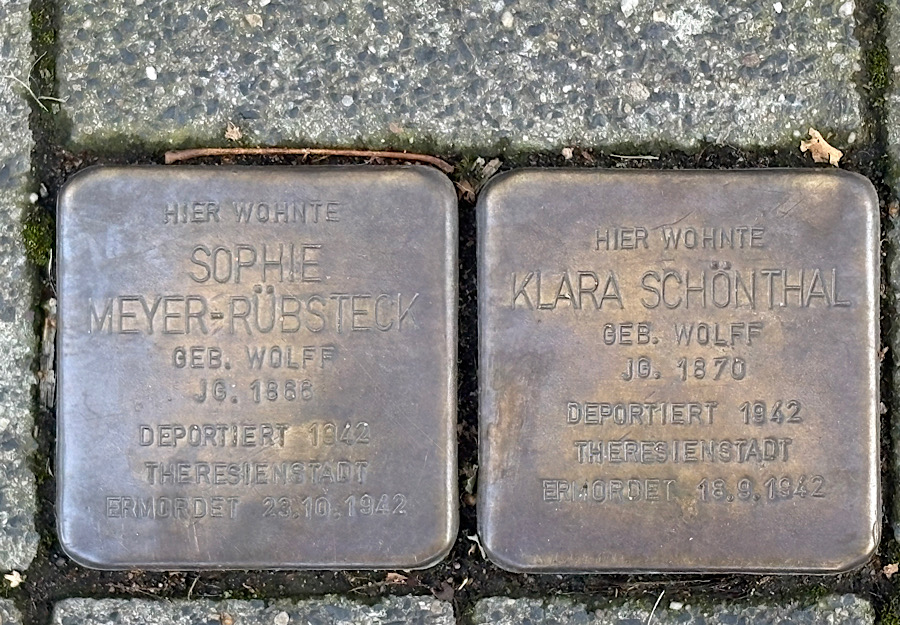 HIER WOHNTE
SOPHIE
MEYER-RÜBSTECK
GEB. WOLFF
JG. 1866
DEPORTIERT 1942
THERESIENSTADT
ERMORDET 23.10.1942
HIER WOHNTE
KLARA SCHÖNTHAL
GEB. WOLFF
JG. 1870
DEPORTIERT 1942
THERESIENSTADT
ERMORDET 18.9.1942